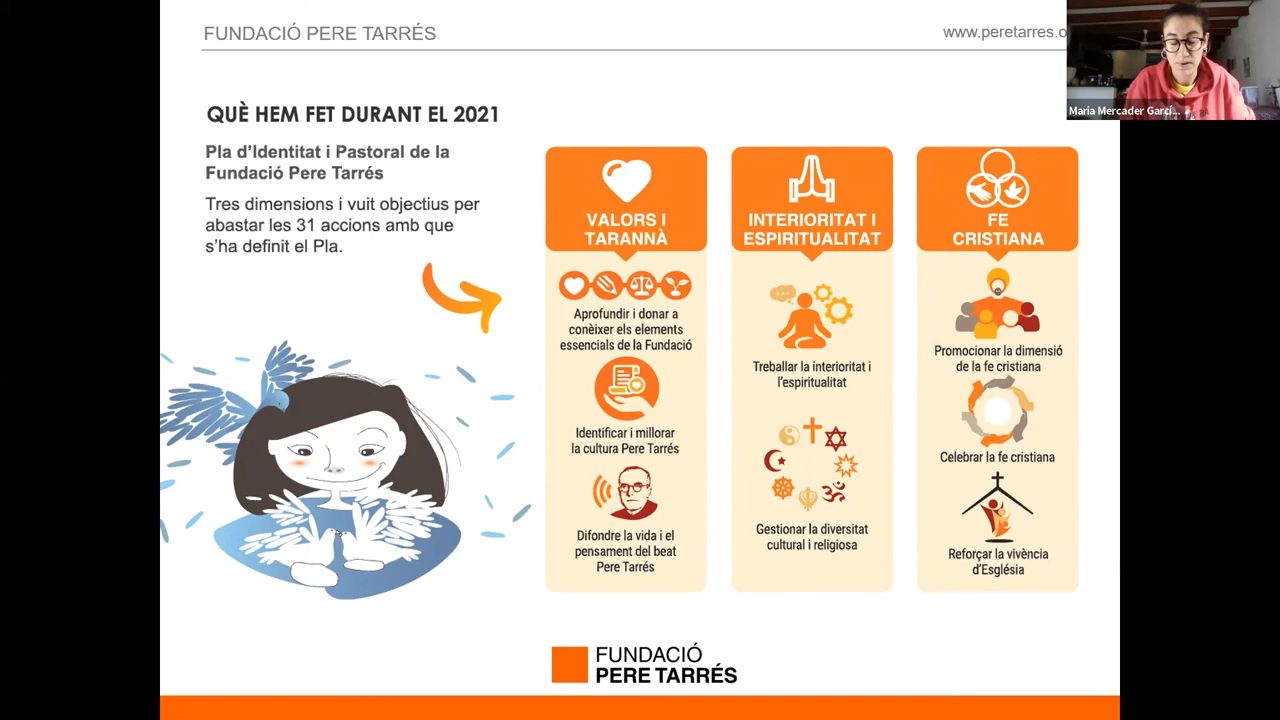 FUNDACIÓ PERE TARRÉS
www.peretarres.o
Maria Mercader Garcí...
QUÈ HEM FET DURANT EL 2021
Pla d'Identitat i Pastoral de la
Fundació Pere Tarrés
Tres dimensions i vuit objectius per
abastar les 31 accions amb que
s'ha definit el Pla.
VALORS I
TARANNÀ
Aprofundir i donar a
conèixer els elements
essencials de la Fundació
Identificar i millorar
la cultura Pere Tarrés
Difondre la vida i el
pensament del beat
Pere Tarrés
INTERIORITAT I
ESPIRITUALITAT
Treballar la interioritat i
l'espiritualitat
Gestionar la diversitat
cultural i religiosa
FE
CRISTIANA
Promocionar la dimensió
de la fe cristiana
Celebrar la fe cristiana
Reforçar la vivència
d'Església
FUNDACIÓ
PERE TARRÉS